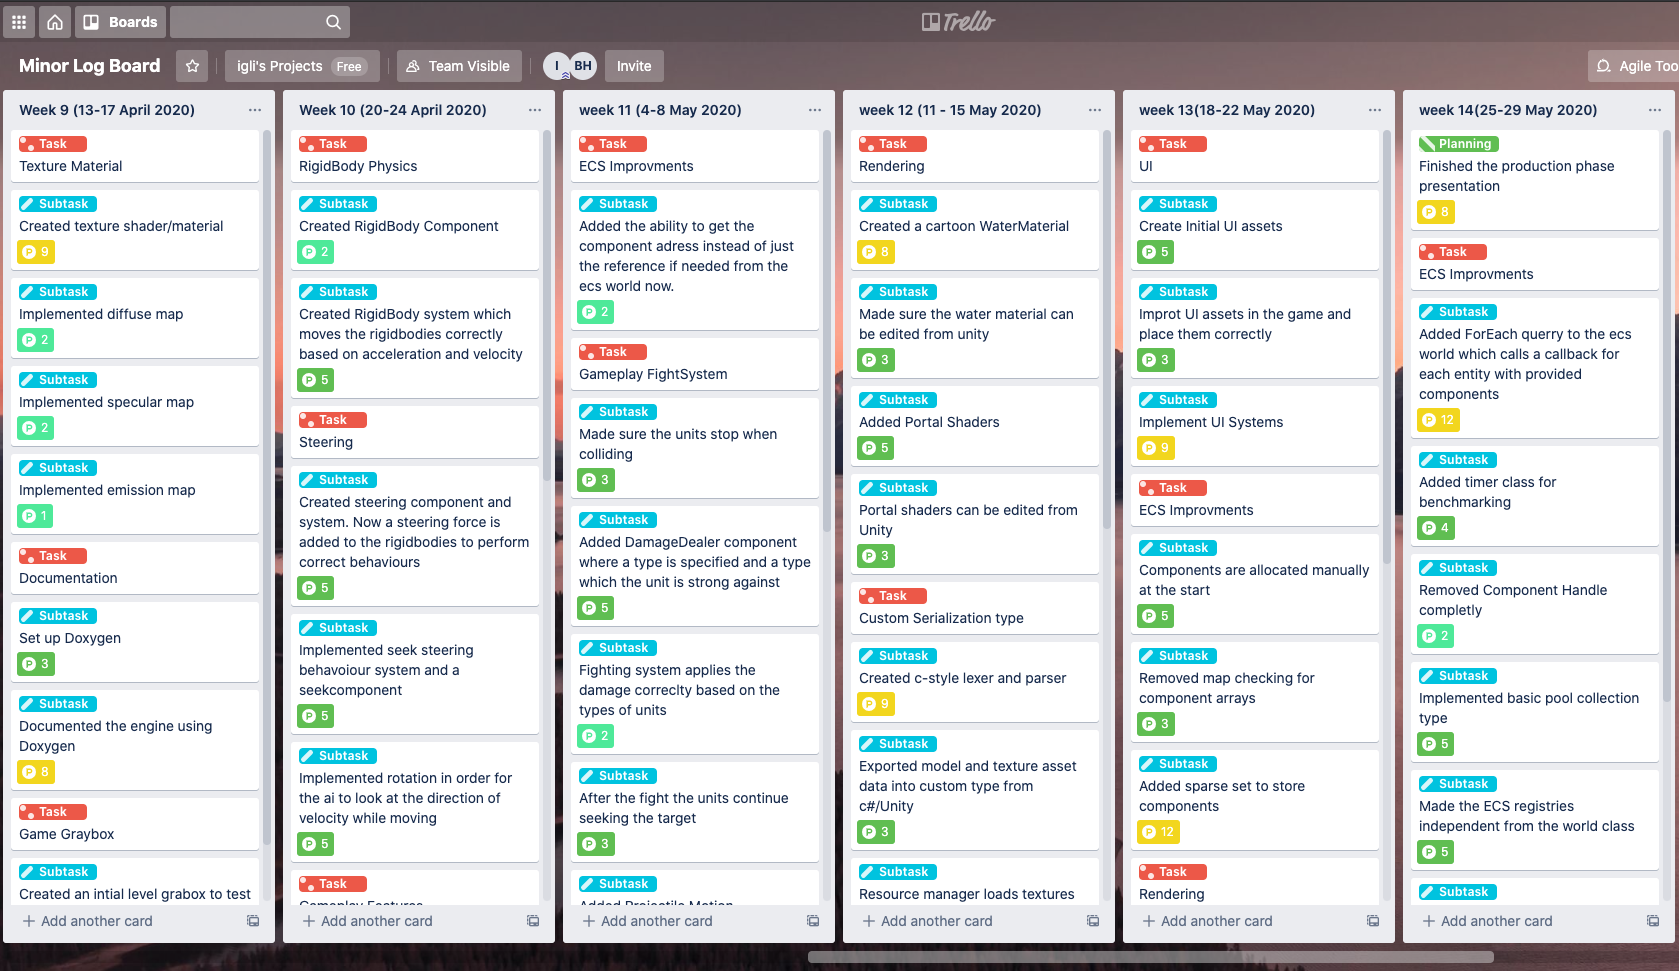 Boards
Trello
Minor Log Board
igli's Projects Free
Team Visible
I
BH
Invite
Agile Too
Week 9 (13-17 April 2020)
Task
Texture Material
Subtask
Created texture shader/material
P 9
Subtask
Implemented diffuse map
P 2
Subtask
Implemented specular map
P 2
Subtask
Implemented emission map
P 1
Task
Documentation
Subtask
Set up Doxygen
P 3
Subtask
Documented the engine using
Doxygen
P 8
Task
Game Graybox
Subtask
Created an intial level grabox to test
+ Add another card
Week 10 (20-24 April 2020)
Task
RigidBody Physics
Subtask
Created RigidBody Component
P 2
Subtask
Created RigidBody system which
moves the rigidbodies correctly
based on acceleration and velocity
P 5
Task
Steering
Subtask
Created steering component and
system. Now a steering force is
added to the rigidbodies to perform
correct behaviours
P 5
Subtask
Implemented seek steering
behavoiour system and a
seekcomponent
P 5
Subtask
Implemented rotation in order for
the ai to look at the direction of
velocity while moving
P 5
Task
Gameplay Features
+ Add another card
week 11 (4-8 May 2020)
Task
ECS Improvments
Subtask
Added the ability to get the
component adress instead of just
the reference if needed from the
ecs world now.
P 2
Task
Gameplay FightSystem
Subtask
Made sure the units stop when
colliding
P 3
Subtask
Added DamageDealer component
where a type is specified and a type
which the unit is strong against
P 5
Subtask
Fighting system applies the
damage correclty based on the
types of units
P 2
Subtask
After the fight the units continue
seeking the target
P 3
Subtask
Added Projectile Motion
+ Add another card
week 12 (11 - 15 May 2020)
Task
Rendering
Subtask
Created a cartoon WaterMaterial
P 8
Subtask
Made sure the water material can
be edited from unity
P 3
Subtask
Added Portal Shaders
P 5
Subtask
Portal shaders can be edited from
Unity
P 3
Task
Custom Serialization type
Subtask
Created c-style lexer and parser
P 9
Subtask
Exported model and texture asset
data into custom type from
c#/Unity
P 3
Subtask
Resource manager loads textures
+ Add another card
week 13(18-22 May 2020)
Task
UI
Subtask
Create Initial UI assets
P 5
Subtask
Improt UI assets in the game and
place them correctly
P 3
Subtask
Implement UI Systems
P 9
Task
ECS Improvments
Subtask
Components are allocated manually
at the start
P 5
Subtask
Removed map checking for
component arrays
P 3
Subtask
Added sparse set to store
components
P 12
Task
Rendering
+ Add another card
week 14(25-29 May 2020)
Planning
Finished the production phase
presentation
P 8
Task
ECS Improvments
Subtask
Added ForEach querry to the ecs
world which calls a callback for
each entity with provided
components
P 12
Subtask
Added timer class for
benchmarking
P 4
Subtask
Removed Component Handle
completly
P 2
Subtask
Implemented basic pool collection
type
P 5
Subtask
Made the ECS registries
independent from the world class
P 5
Subtask
+ Add another card